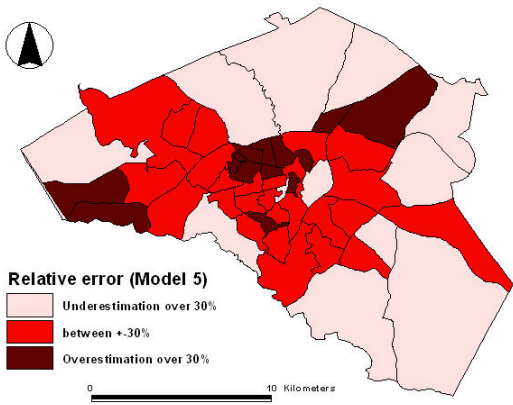 Relative error (Model 5)
Underestimation over 30%
between +-30%
Overestimation over 30%
0 10 Kilometers